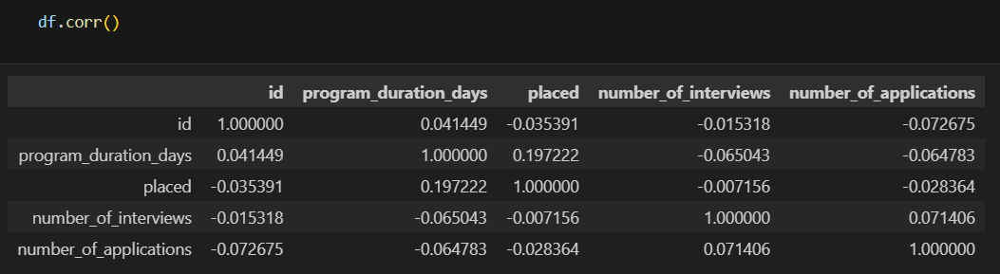 df.corr()
id program_duration_days placed number_of_interviews number_of_applications
id 1.000000 0.041449 -0.035391 -0.015318 -0.072675
program_duration_days 0.041449 1.000000 0.197222 -0.065043 -0.064783
placed -0.035391 0.197222 1.000000 -0.007156 -0.028364
number_of_interviews -0.015318 -0.065043 -0.007156 1.000000 0.071406
number_of_applications -0.072675 -0.064783 -0.028364 0.071406 1.000000